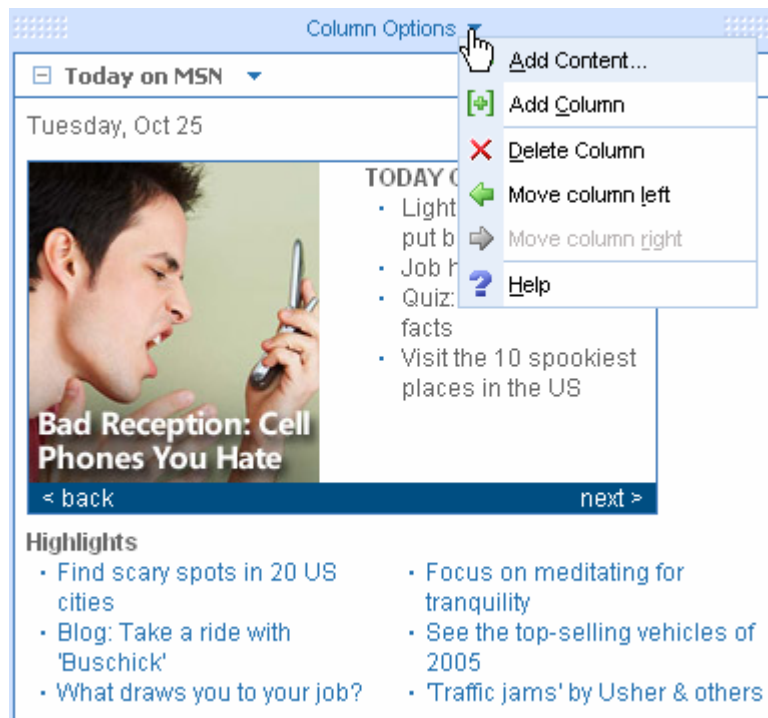 Column Options
Add Content...
Add Column
Delete Column
Move column left
Move column right
Help
Today on MSN
Tuesday, Oct 25
TODAY
Light
put
Job
Quiz:
facts
Visit the 10 spookiest
places in the US
Bad Reception: Cell
Phones You Hate
< back
next >
Highlights
· Find scary spots in 20 US
cities
· Blog: Take a ride with
'Buschick'
· What draws you to your job?
· Focus on meditating for
tranquility
· See the top-selling vehicles of
2005
· 'Traffic jams' by Usher & others